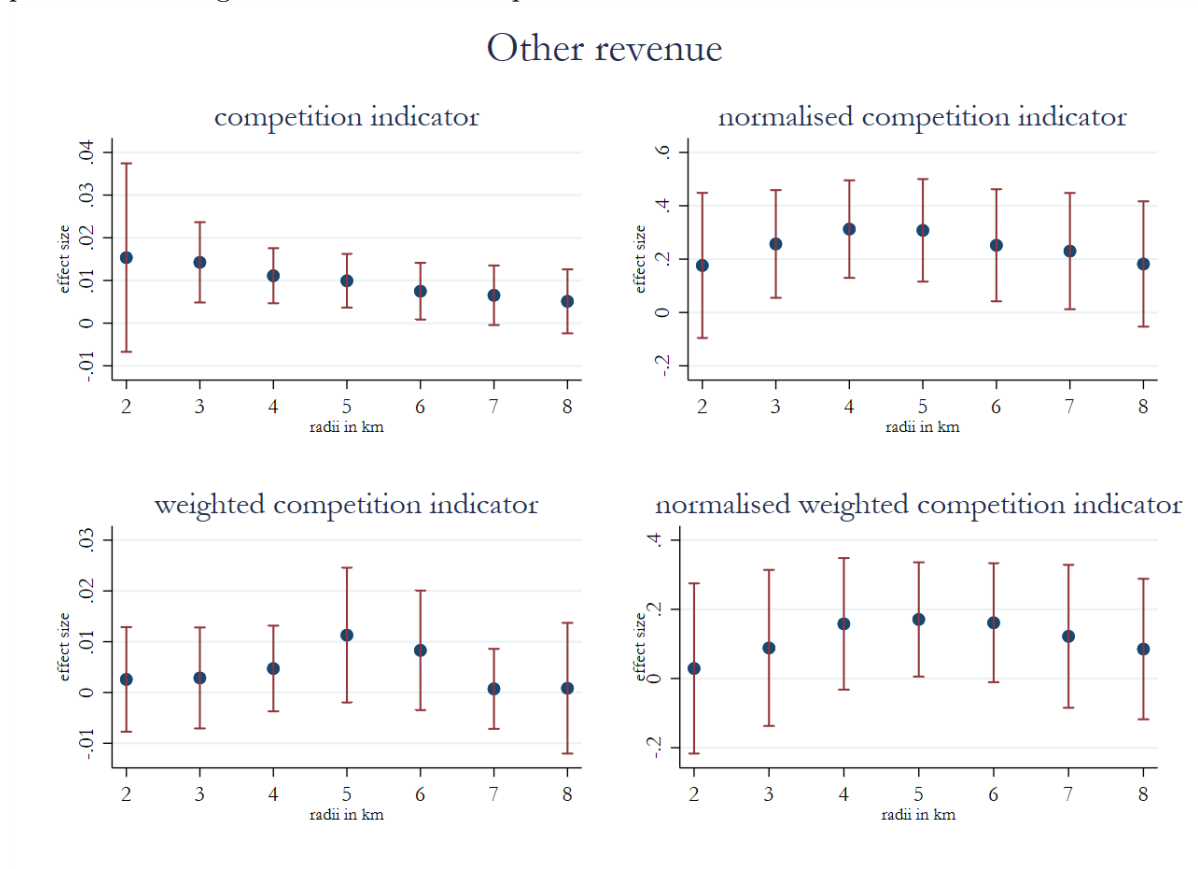 Other revenue
competition indicator
effect size
.04
.03
.02
.01
0
-.01
2 3 4 5 6 7 8
radii in km
normalised competition indicator
effect size
.6
.4
.2
0
-.2
2 3 4 5 6 7 8
radii in km
weighted competition indicator
effect size
.03
.02
.01
0
-.01
2 3 4 5 6 7 8
radii in km
normalised weighted competition indicator
effect size
.4
.2
0
-.2
2 3 4 5 6 7 8
radii in km